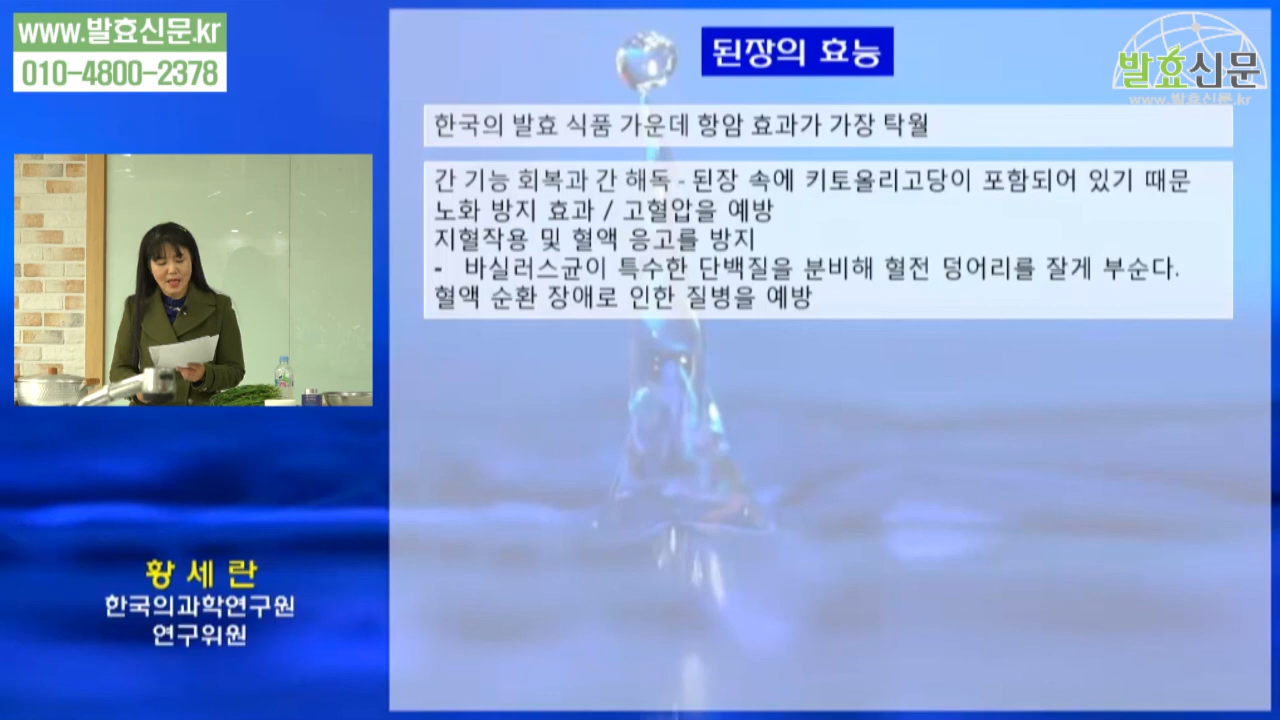 www.발효신문.kr
010-4800-2378
발효신문
www.발효신문.kr
된장의 효능
한국의 발효 식품 가운데 항암 효과가 가장 탁월
간 기능 회복과 간 해독 - 된장 속에 키토올리고당이 포함되어 있기 때문
노화 방지 효과 / 고혈압을 예방
지혈작용 및 혈액 응고를 방지
- 바실러스균이 특수한 단백질을 분비해 혈전 덩어리를 잘게 부순다.
혈액 순환 장애로 인한 질병을 예방
황 세 란
한국의과학연구원
연구위원